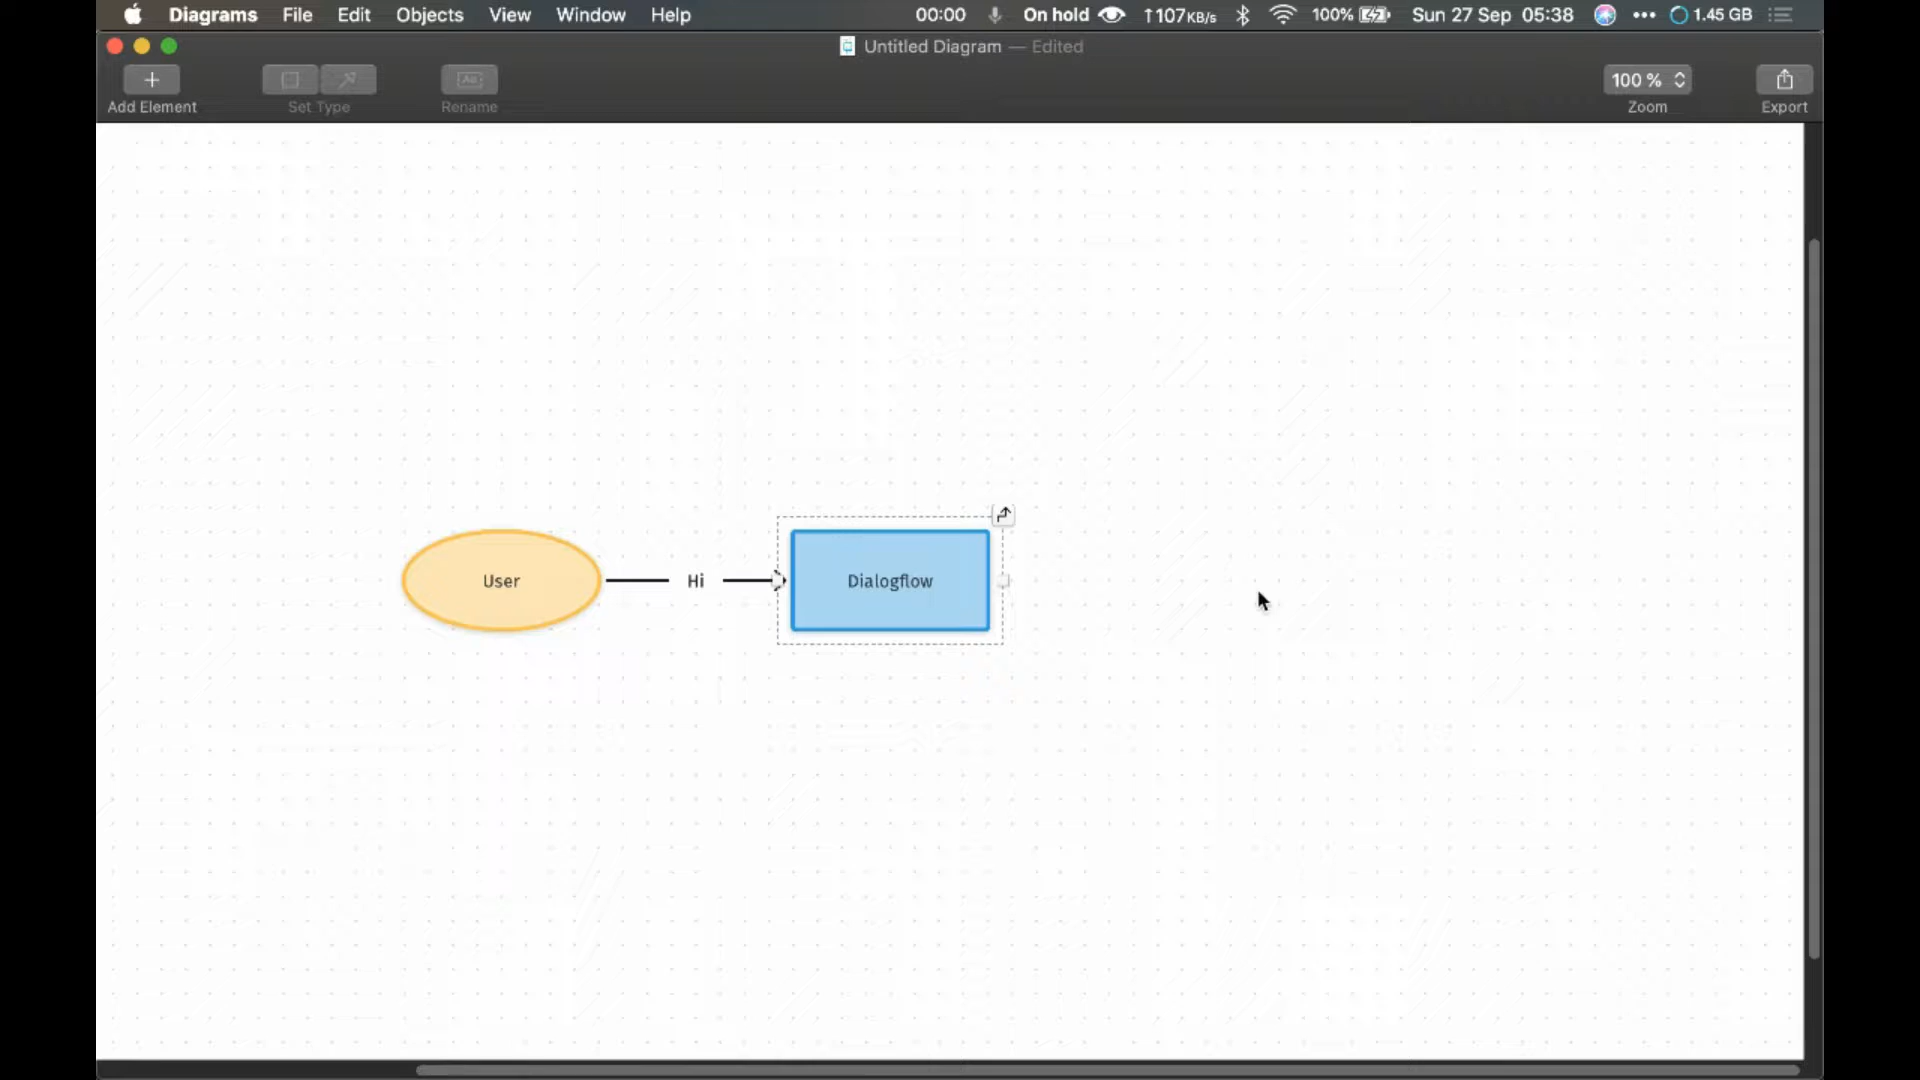 Diagrams File Edit Objects View Window Help 00:00 On hold ↑107KB/s 100% Sun 27 Sep 05:38 ••• 1.45 GB
Untitled Diagram — Edited
100 %
Add Element Set Type Rename Zoom Export
User Hi Dialogflow